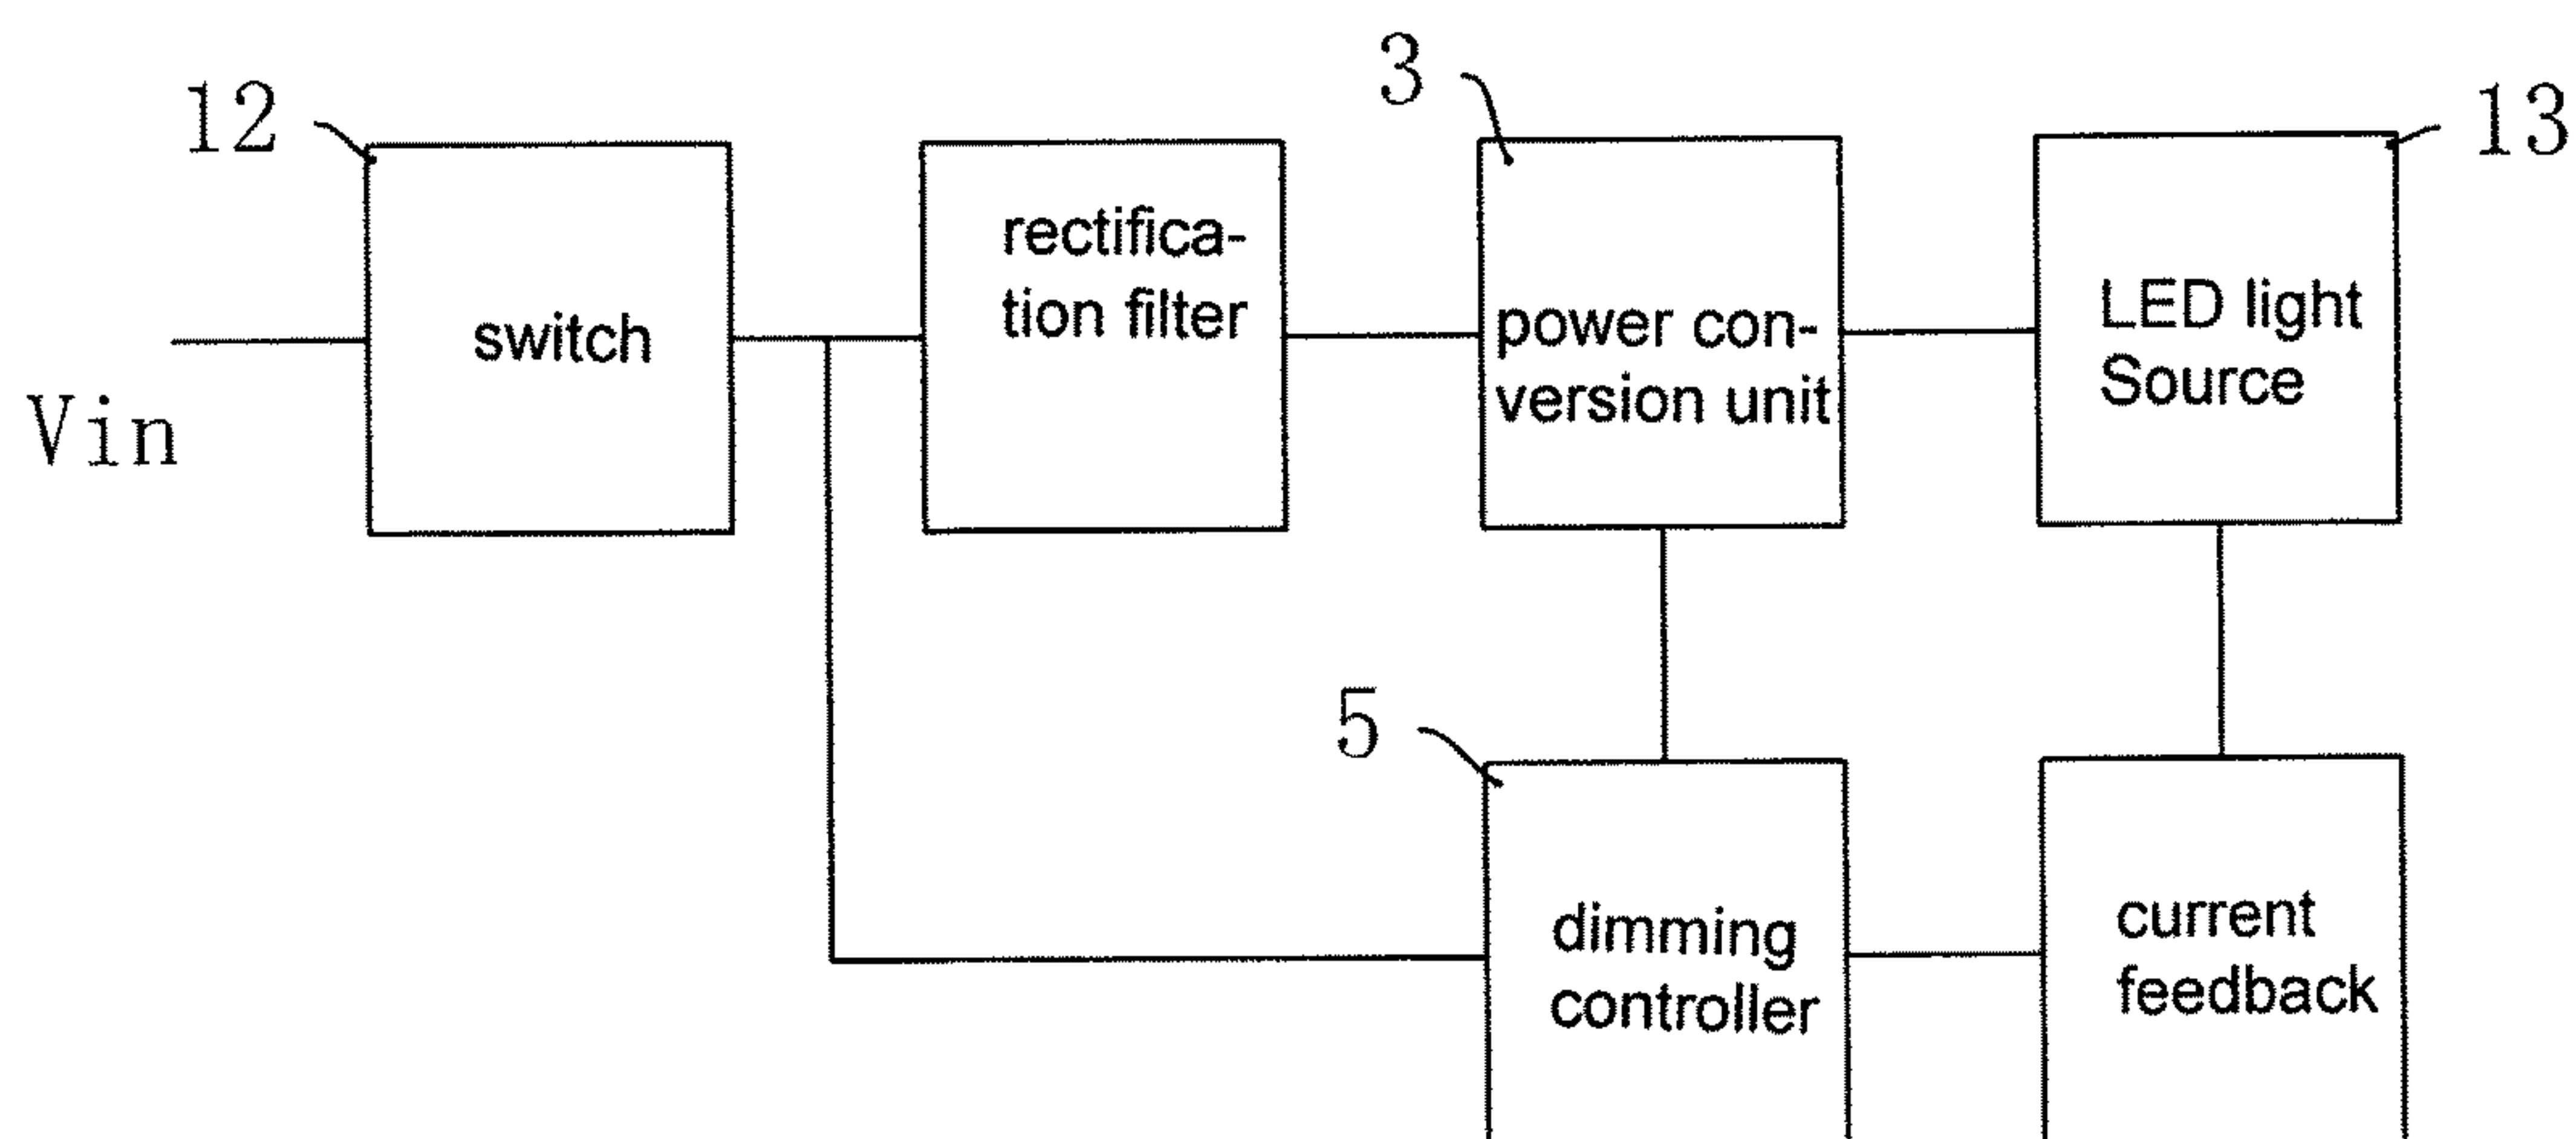 12
switch
Vin
rectifica-
tion filter
3
power con-
version unit
13
LED light
Source
5
dimming
controller
current
feedback